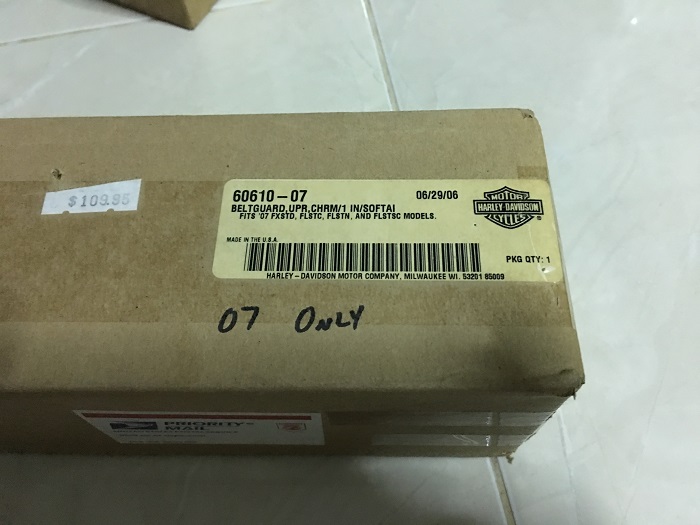 $109.95
60610-07 06/29/06
BELTGUARD,UPR,CHRM/1 IN/SOFTAI
FITS '07 FXSTD, FLSTC, FLSTN, AND FLSTSC MODELS.
MADE IN THE U.S.A.
PKG QTY: 1
HARLEY-DAVIDSON MOTOR COMPANY, MILWAUKEE WI. 53201 85009
MOTOR
HARLEY-DAVIDSON
CYCLES
®
07 ONLY
PRIORITY
MAIL